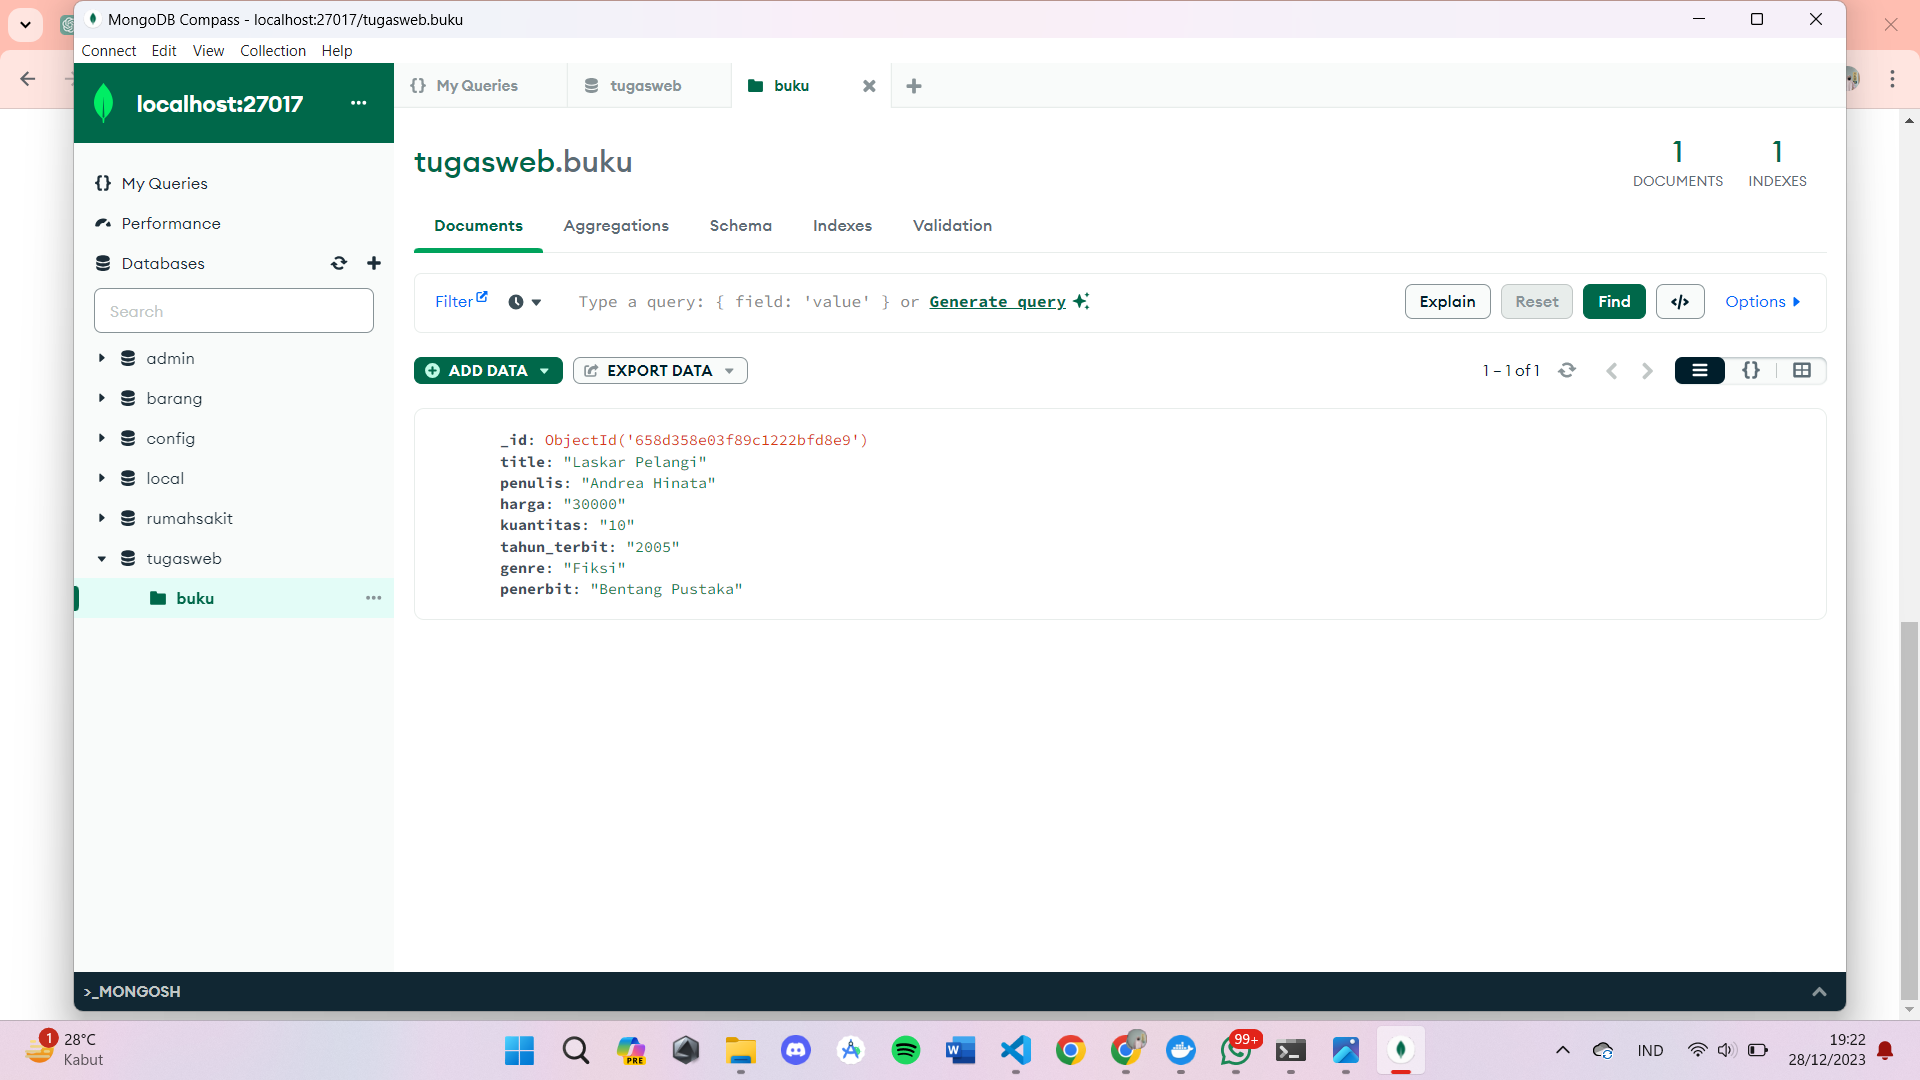 MongoDB Compass - localhost:27017/tugasweb.buku
Connect Edit View Collection Help
localhost:27017
{} My Queries
tugasweb
buku
tugasweb.buku
1
DOCUMENTS
1
INDEXES
{} My Queries
Performance
Databases
Search
admin
barang
config
local
rumahsakit
tugasweb
buku
Documents Aggregations Schema Indexes Validation
Filter Type a query: { field: 'value' } or Generate query
Explain Reset Find </> Options
ADD DATA EXPORT DATA 1 – 1 of 1 {}
_id: ObjectId('658d358e03f89c1222bfd8e9')
title: "Laskar Pelangi"
penulis: "Andrea Hinata"
harga: "30000"
kuantitas: "10"
tahun_terbit: "2005"
genre: "Fiksi"
penerbit: "Bentang Pustaka"
>_MONGOSH
1
28°C
Kabut
PRE
99+
IND
19:22
28/12/2023